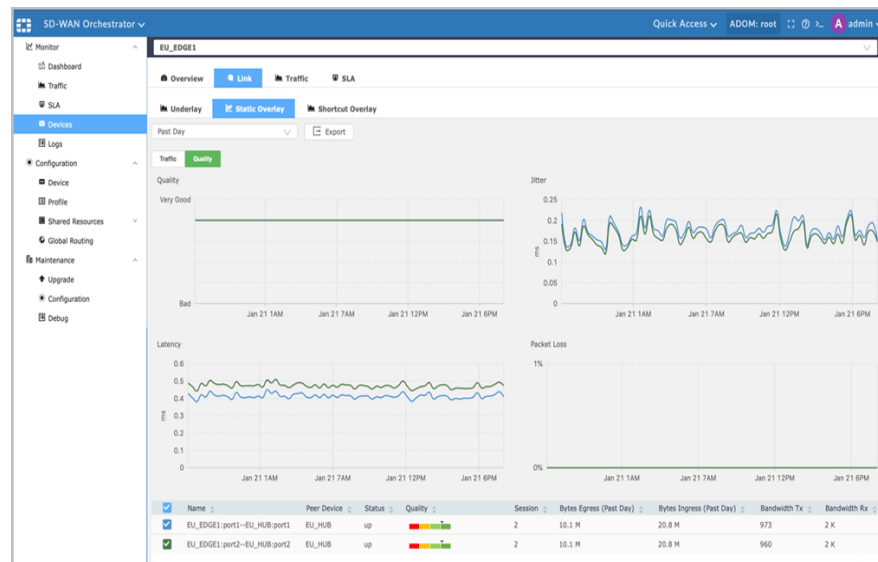 SD-WAN Orchestrator
Quick Access ADOM: root >_ A admin
Monitor
Dashboard
Traffic
SLA
Devices
Logs
Configuration
Device
Profile
Shared Resources
Global Routing
Maintenance
Upgrade
Configuration
Debug
EU_EDGE1
Overview Link Traffic SLA
Underlay Static Overlay Shortcut Overlay
Past Day Export
Traffic Quality
Quality
Very Good
Bad
Jan 21 1AM Jan 21 7AM Jan 21 12PM Jan 21 6PM
Jitter
0.25
0.2
0.15
0.1
0.05
0
ms
Jan 21 1AM Jan 21 7AM Jan 21 12PM Jan 21 6PM
Latency
0.6
0.5
0.4
0.3
0.2
0.1
0
ms
Jan 21 1AM Jan 21 7AM Jan 21 12PM Jan 21 6PM
Packet Loss
1%
0%
Jan 21 1AM Jan 21 7AM Jan 21 12PM Jan 21 6PM
Name Peer Device Status Quality Session Bytes Egress (Past Day) Bytes Ingress (Past Day) Bandwidth Tx Bandwidth Rx
EU_EDGE1:port1--EU_HUB:port1 EU_HUB up 2 10.1 M 20.8 M 973 2 K
EU_EDGE1:port2--EU_HUB:port2 EU_HUB up 2 10.1 M 20.8 M 960 2 K